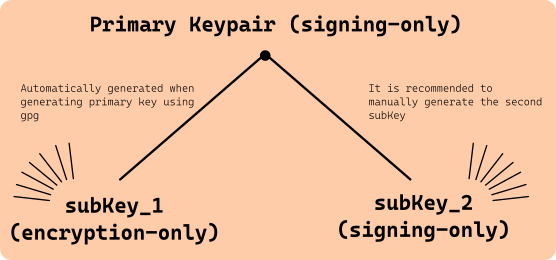 Primary Keypair (signing-only)
Automatically generated when
generating primary key using
gpg
It is recommended to
manually generate the second
subKey
subKey_1
(encryption-only)
subKey_2
(signing-only)